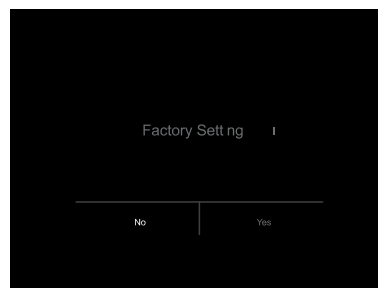 Factory Sett ng I
No Yes